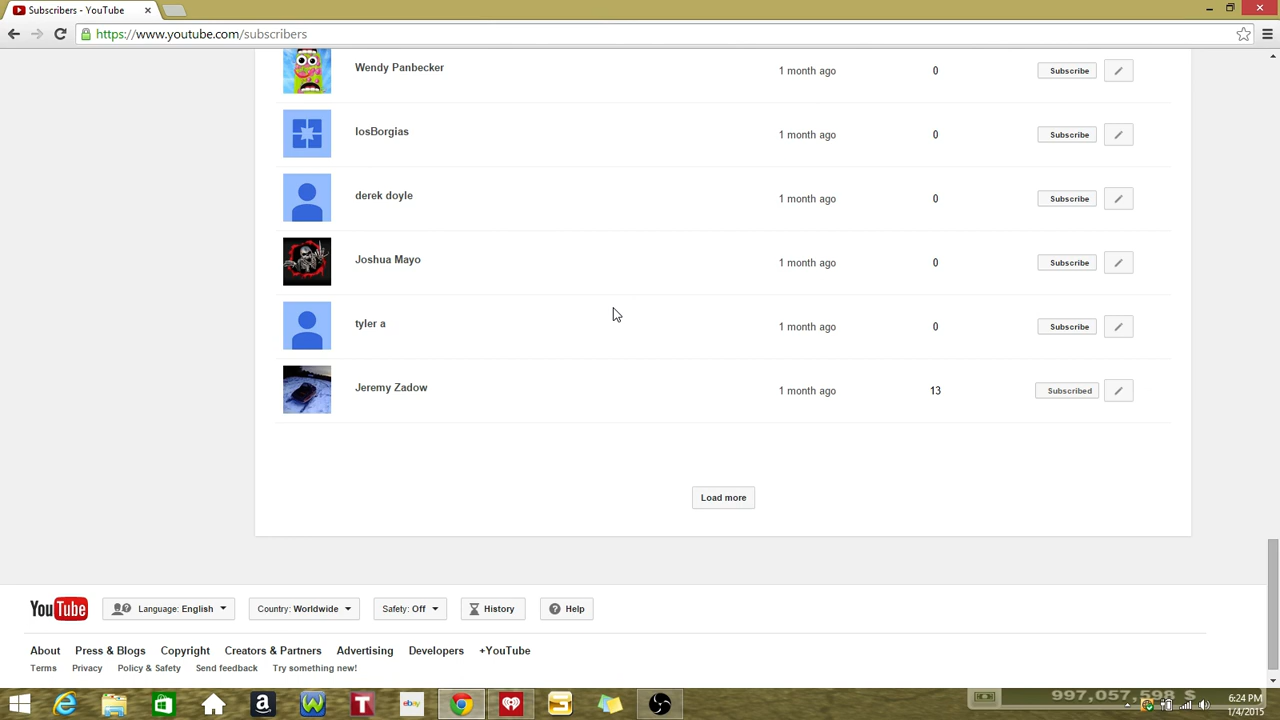 Subscribers - YouTube
https://www.youtube.com/subscribers
Wendy Panbecker 1 month ago 0 Subscribe
losBorgias 1 month ago 0 Subscribe
derek doyle 1 month ago 0 Subscribe
Joshua Mayo 1 month ago 0 Subscribe
tyler a 1 month ago 0 Subscribe
Jeremy Zadow 1 month ago 13 Subscribed
Load more
YouTube Language: English Country: Worldwide Safety: Off History Help
About Press & Blogs Copyright Creators & Partners Advertising Developers +YouTube
Terms Privacy Policy & Safety Send feedback Try something new!
ebay 997,057,598 $ 6:24 PM
1/4/2015